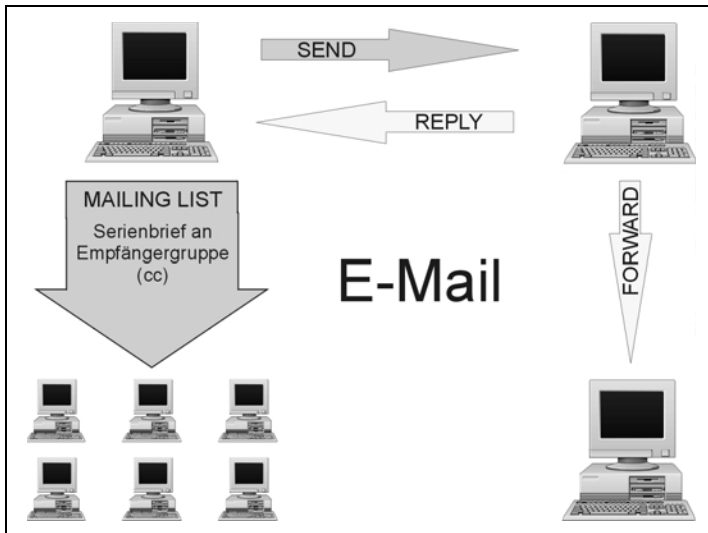 SEND
REPLY
MAILING LIST
Serienbrief an
Empfängergruppe
(cc)
E-Mail
FORWARD